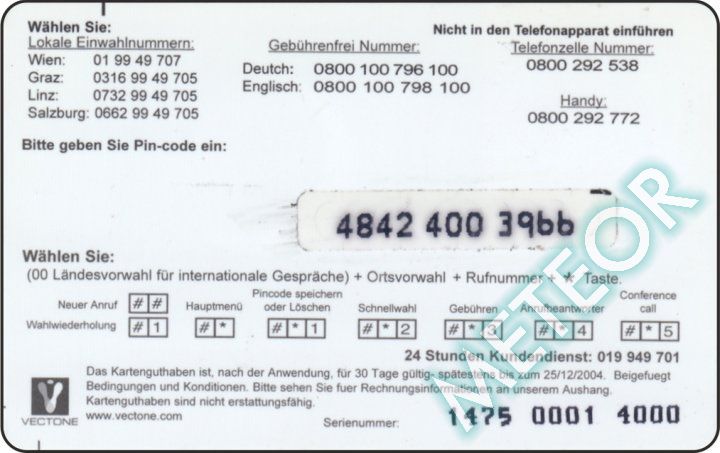 Wählen Sie:
Lokale Einwahlnummern:
Wien: 01 99 49 707
Graz: 0316 99 49 705
Linz: 0732 99 49 705
Salzburg: 0662 99 49 705
Gebührenfrei Nummer:
Deutch: 0800 100 796 100
Englisch: 0800 100 798 100
Nicht in den Telefonapparat einführen
Telefonzelle Nummer:
0800 292 538
Handy:
0800 292 772
Bitte geben Sie Pin-code ein:
4842 400 3966
Wählen Sie:
(00 Ländesvorwahl für internationale Gespräche) + Ortsvorwahl + Rufnummer + * Taste.
Neuer Anruf # #
Wahlwiederholung # 1
Hauptmenü # *
Pincode speichern oder Löschen # * 1
Schnellwahl # * 2
Gebühren # * 3
Anrufbeantworter # * 4
Conference call # * 5
24 Stunden Kundendienst: 019 949 701
Das Kartenguthaben ist, nach der Anwendung, für 30 Tage gültig- spätestens bis zum 25/12/2004. Beigefuegt
Bedingungen und Konditionen. Bitte sehen Sie fuer Rechnungsinformationen an unserem Aushang.
Kartenguthaben sind nicht erstattungsfähig.
www.vectone.com
VECTONE
Serienummer: 1475 0001 4000
METEOR